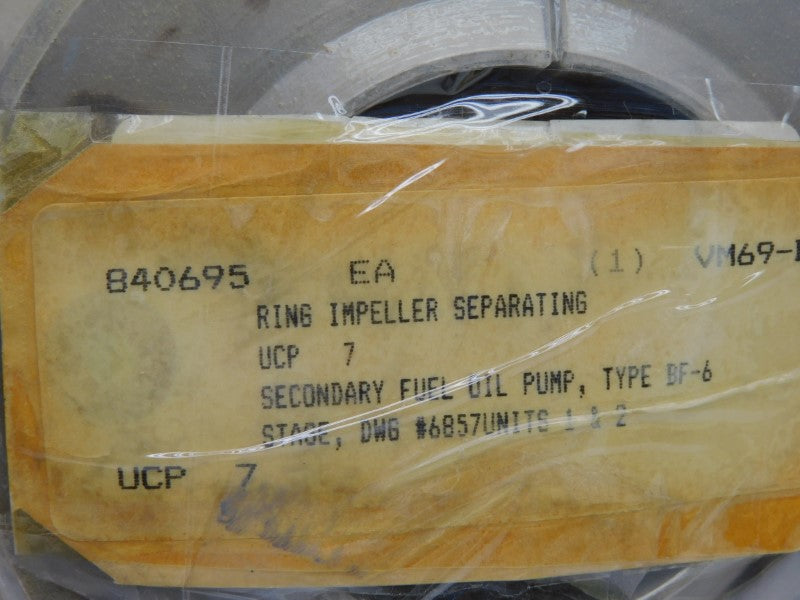 840695 EA (1) VM69-
RING IMPELLER SEPARATING
UCP 7
SECONDARY FUEL OIL PUMP, TYPE BF-6
STAGE, DWG #6857UNITS 1 & 2
UCP 7